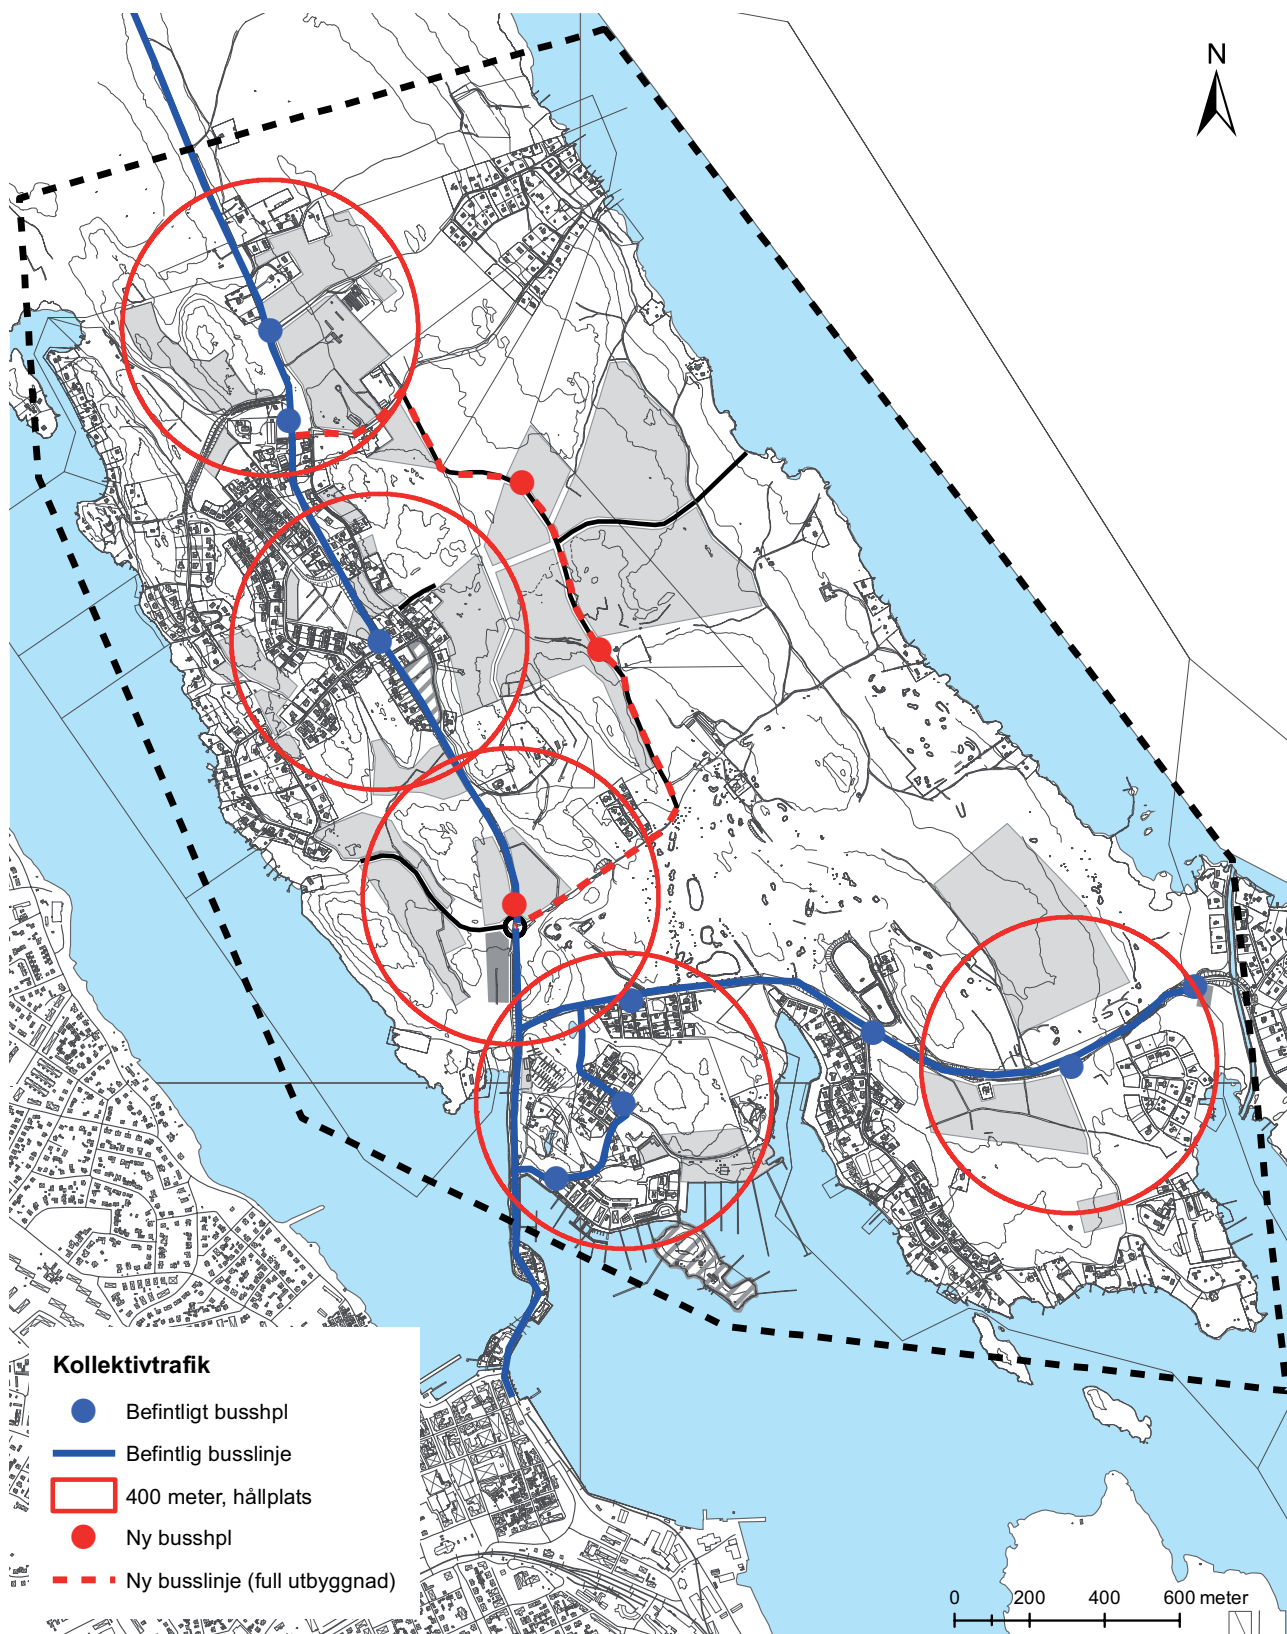 N
Kollektivtrafik
Befintligt busshpl
Befintlig busslinje
400 meter, hållplats
Ny busshpl
Ny busslinje (full utbyggnad)
0 200 400 600 meter